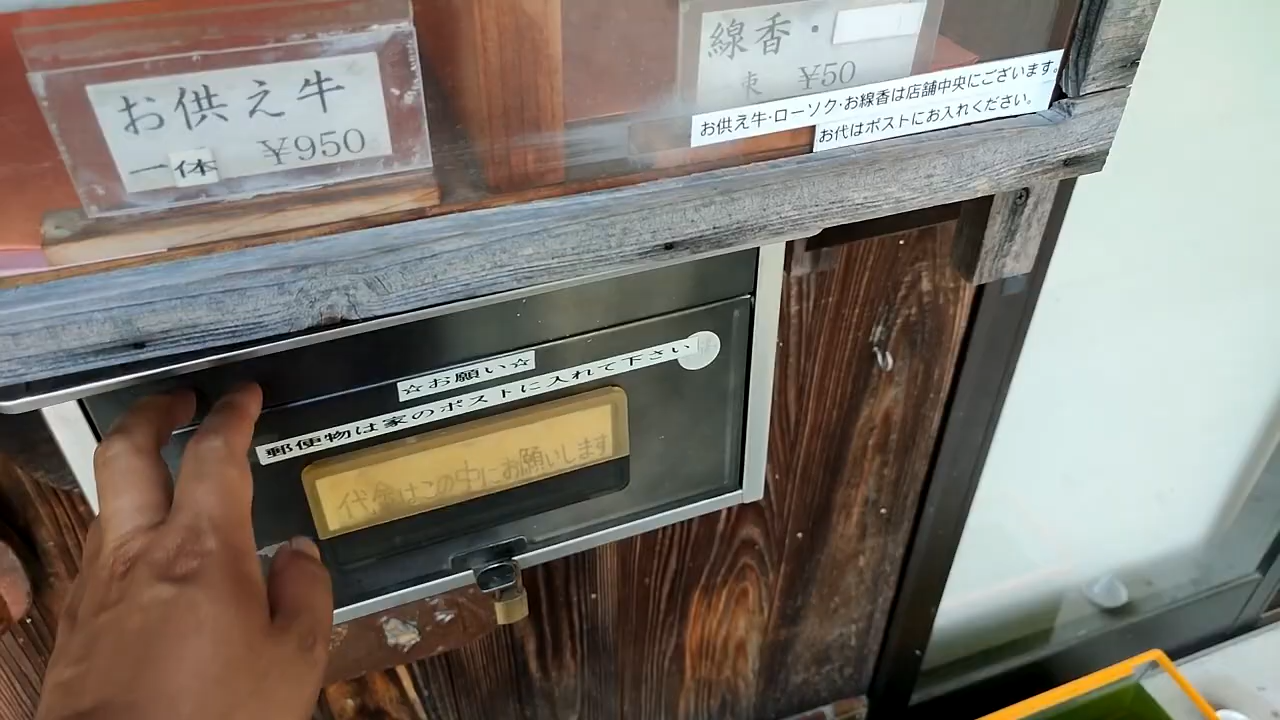 お供え牛
一体 ¥950
線香・
束 ¥50
お供え牛・ローソク・お線香は店舗中央にございます。
お代はポストにお入れください。
☆お願い☆
郵便物は家のポストに入れて下さい
代金はこの中にお願いします